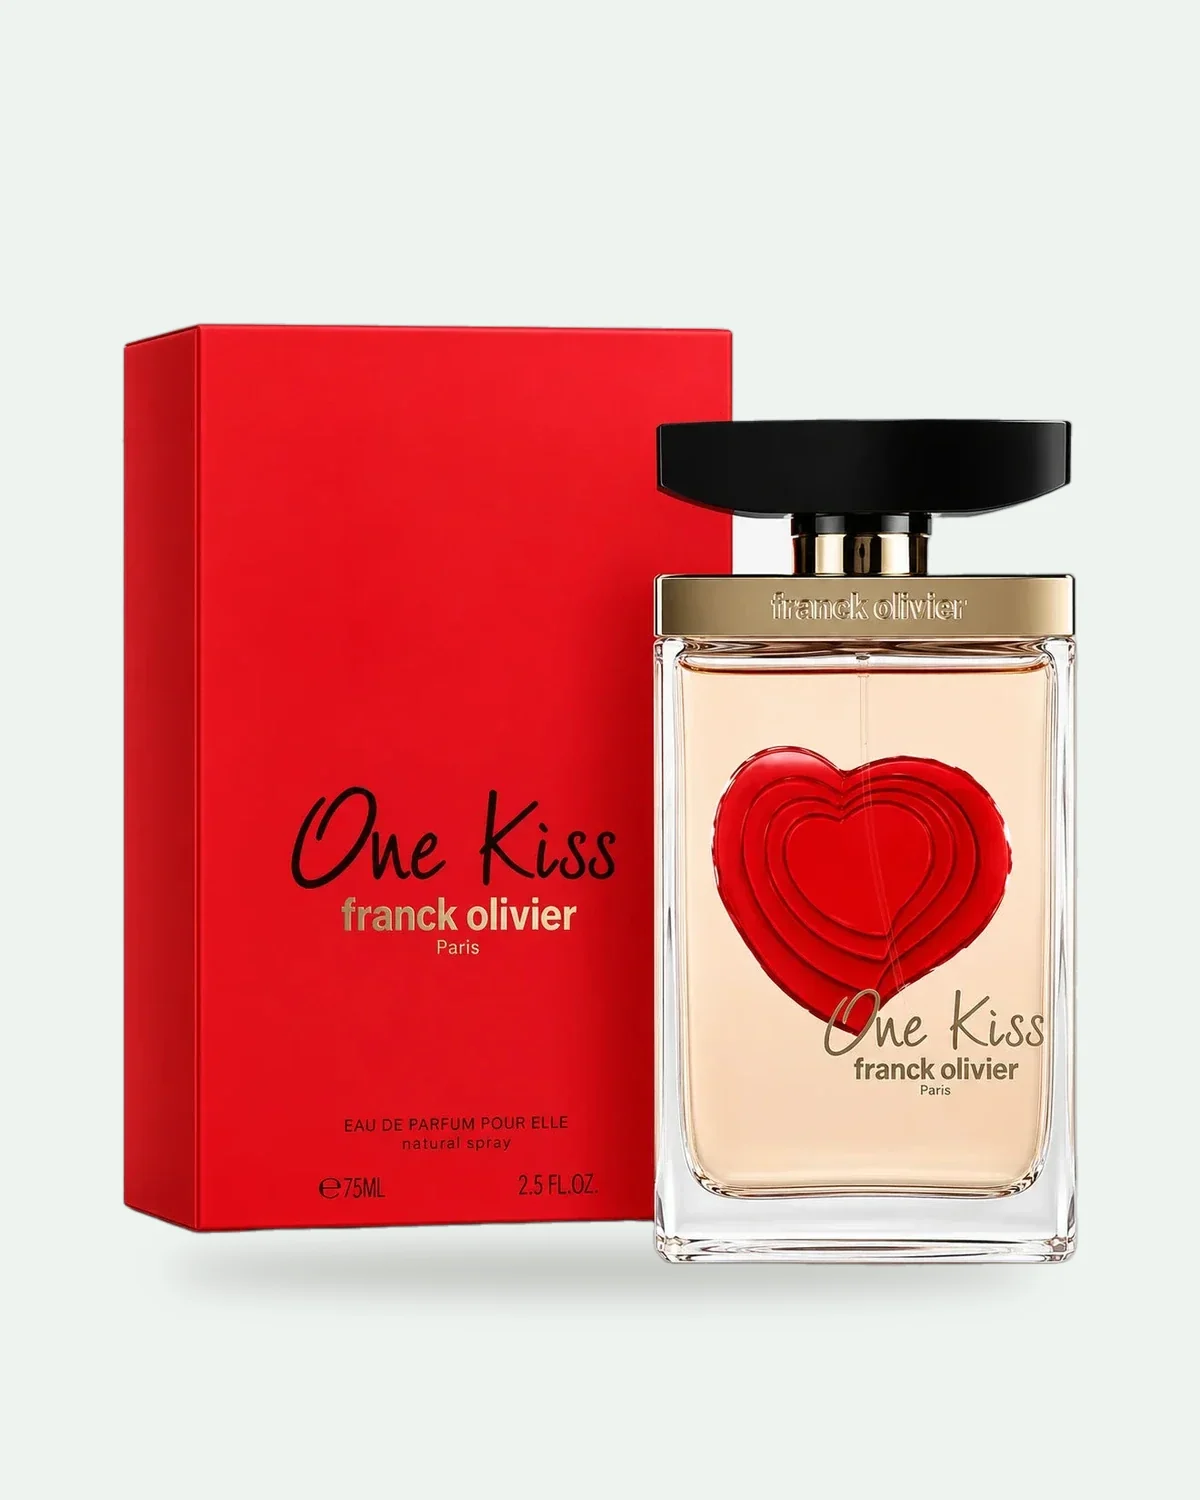 One Kiss
franck olivier
Paris
EAU DE PARFUM POUR ELLE
natural spray
℮75ML
2.5 FL.OZ.
franck olivier
One Kiss
franck olivier
Paris